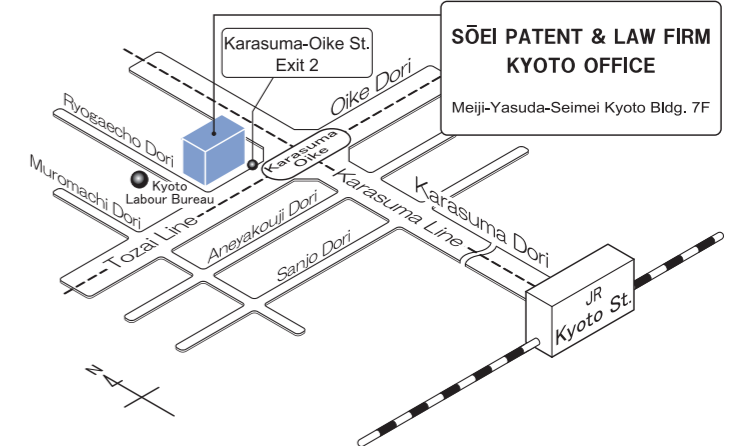 SŌEI PATENT & LAW FIRM
KYOTO OFFICE
Meiji-Yasuda-Seimei Kyoto Bldg. 7F
Karasuma-Oike St.
Exit 2
Oike Dori
Ryogaecho Dori
Karasuma
Oike
Kyoto
Labour Bureau
Muromachi Dori
Tozai Line
Aneyakouji Dori
Sanjo Dori
Karasuma Line
Karasuma Dori
JR
Kyoto St.
N